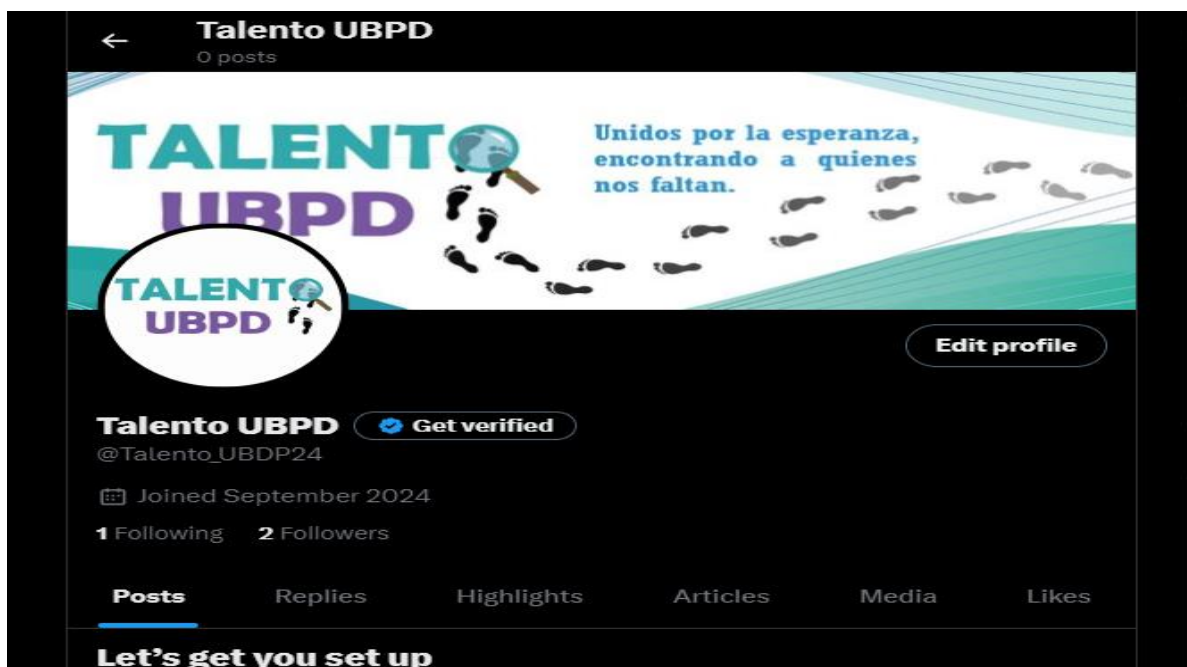 Talento UBPD
0 posts
TALENTO
UBPD
Unidos por la esperanza,
encontrando a quienes
nos faltan.
TALENTO
UBPD
Edit profile
Talento UBPD Get verified
@Talento_UBDP24
Joined September 2024
1 Following 2 Followers
Posts Replies Highlights Articles Media Likes
Let's get you set up